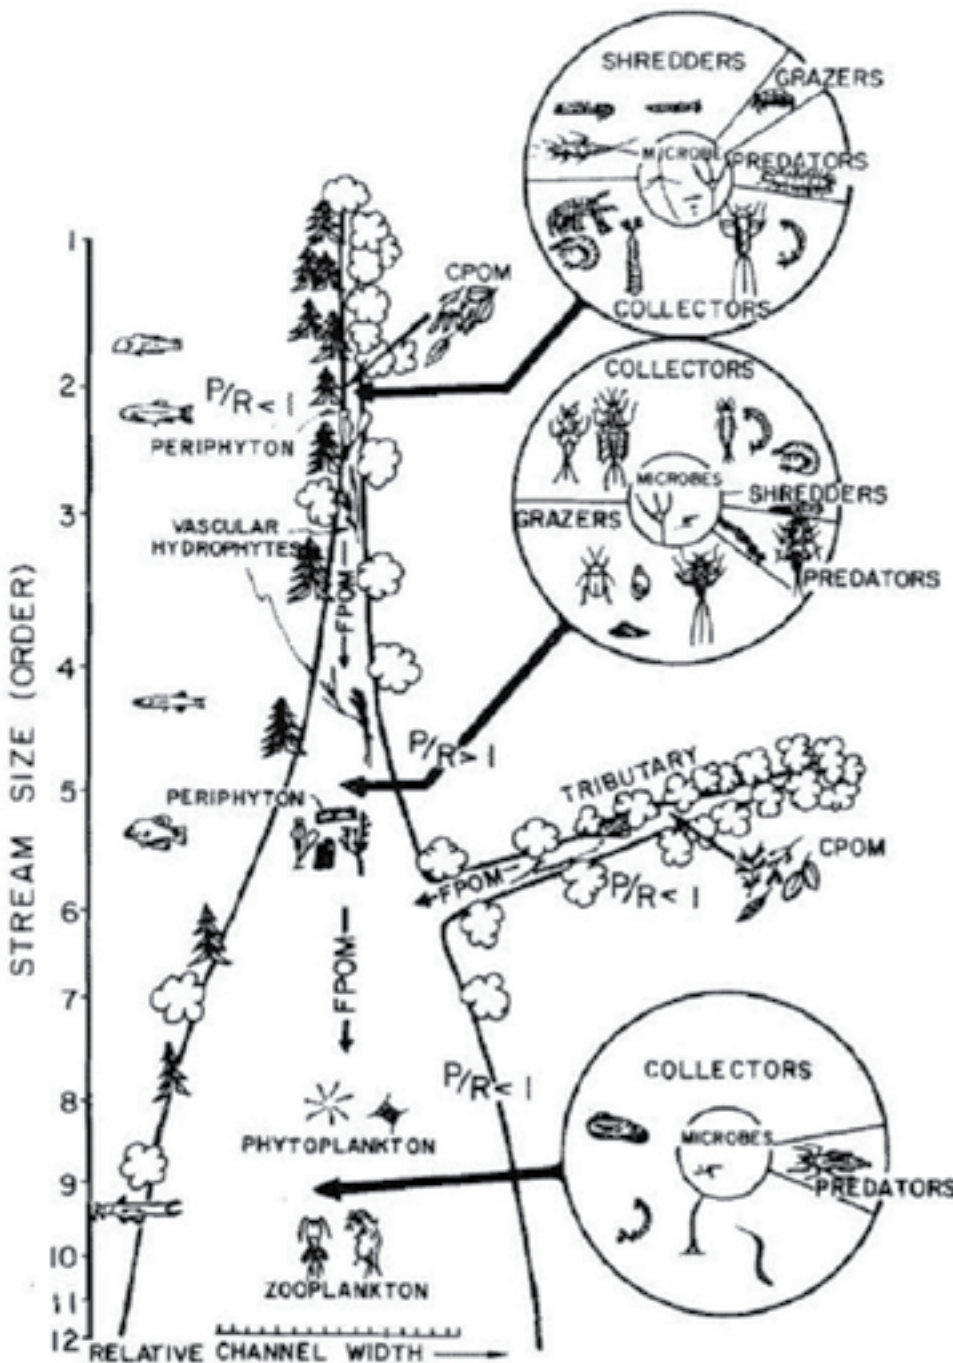 SHREDDERS
GRAZERS
MICROBE
PREDATORS
COLLECTORS
1
CPOM
2
P/R < 1
PERIPHYTON
COLLECTORS
MICROBES
SHREDDERS
GRAZERS
PREDATORS
3
VASCULAR
HYDROPHYTES
FPOM
STREAM SIZE (ORDER)
4
P/R > 1
5
PERIPHYTON
TRIBUTARY
CPOM
FPOM
P/R < 1
6
FPOM
7
P/R < 1
8
PHYTOPLANKTON
COLLECTORS
MICROBES
PREDATORS
9
10
ZOOPLANKTON
11
12
RELATIVE CHANNEL WIDTH